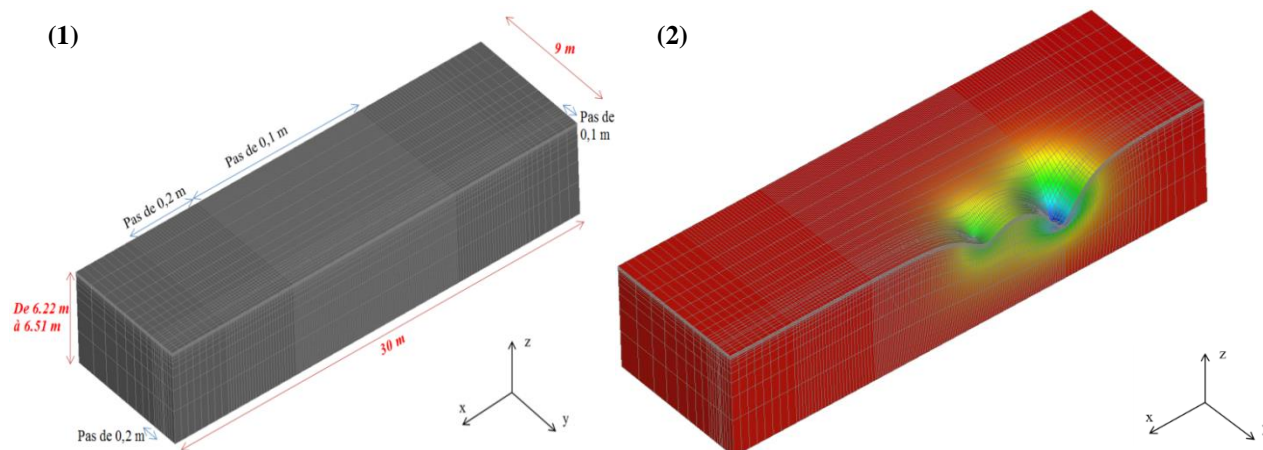 (1)
9 m
Pas de
0,1 m
Pas de 0,1 m
Pas de 0,2 m
De 6.22 m
à 6.51 m
30 m
Pas de 0,2 m
z
x
y
(2)
z
x